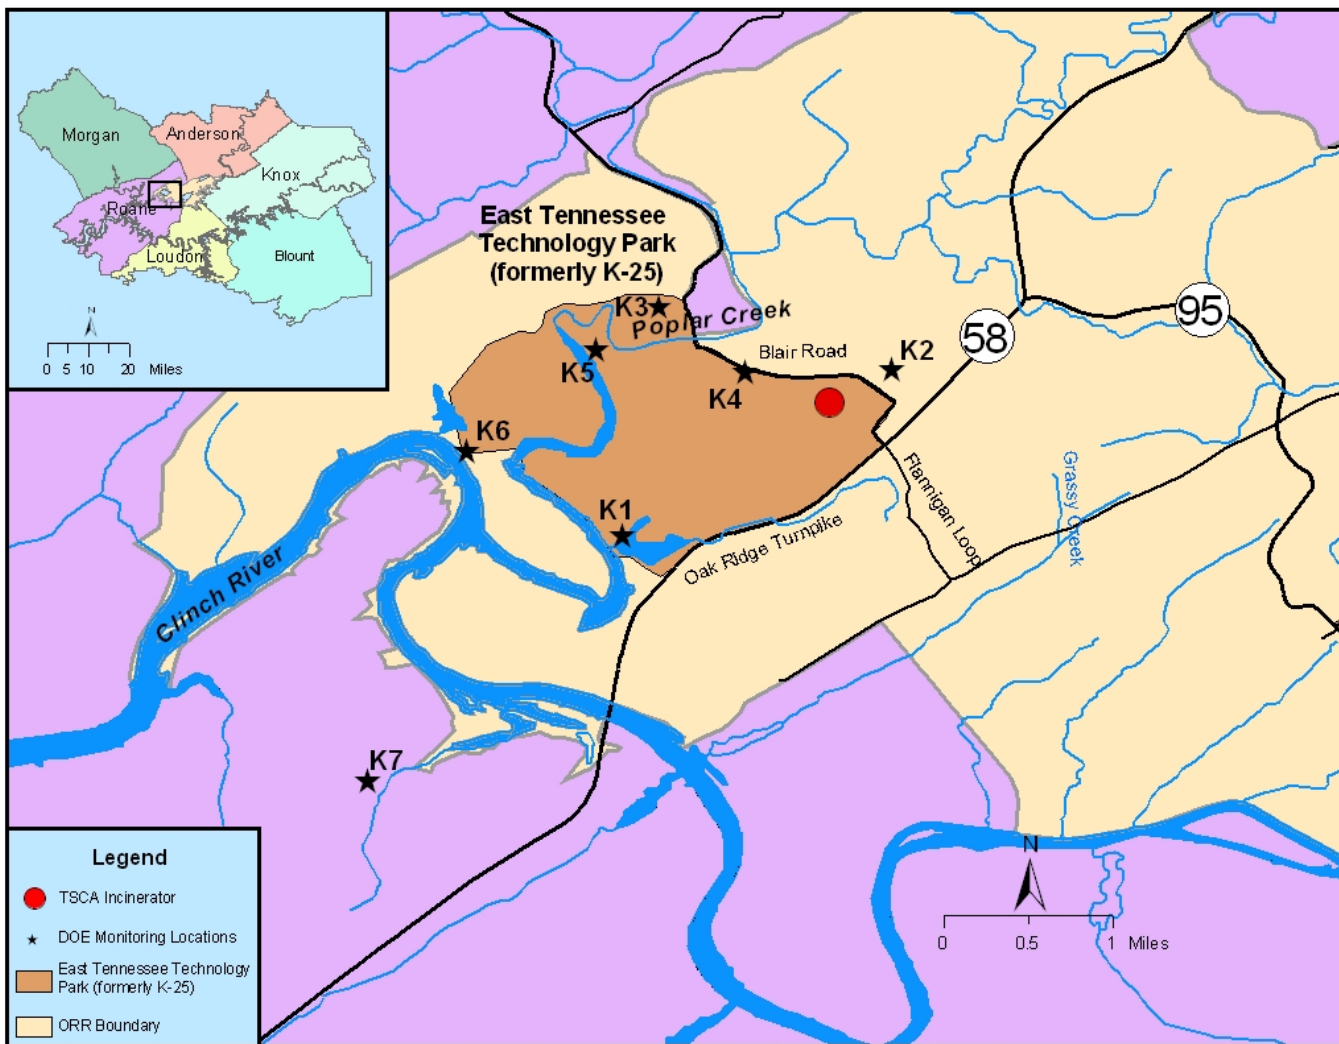 Morgan
Anderson
Knox
Roane
Loudon
Blount
N
0 5 10 20 Miles
East Tennessee
Technology Park
(formerly K-25)
K3
Poplar Creek
K5
Blair Road
K4
K2
58
95
K6
K1
Flannigan Loop
Grassy Creek
Oak Ridge Turnpike
Clinch River
K7
Legend
TSCA Incinerator
DOE Monitoring Locations
East Tennessee Technology
Park (formerly K-25)
ORR Boundary
N
0 0.5 1 Miles